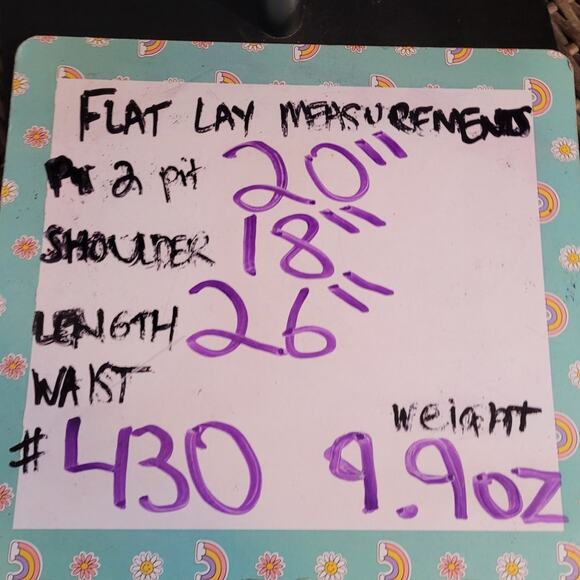 FLAT LAY MEASUREMENTS
Pit 2 pit 20"
SHOULDER 18"
LENGTH 26"
WAIST
weight
#430 9.9oz